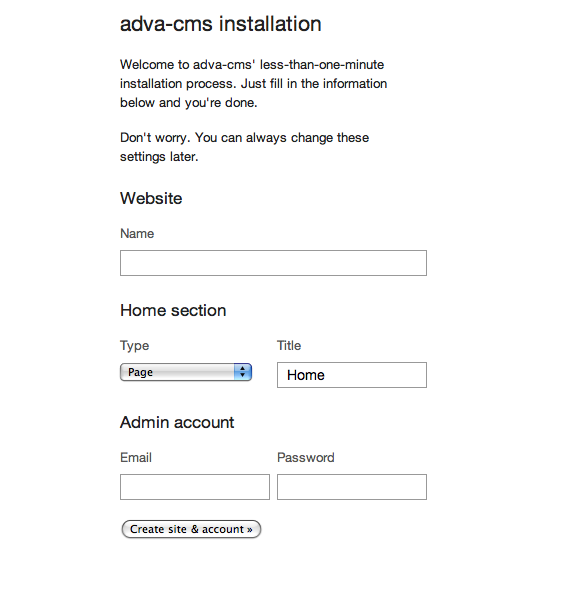 adva-cms installation
Welcome to adva-cms' less-than-one-minute
installation process. Just fill in the information
below and you're done.
Don't worry. You can always change these
settings later.
Website
Name
Home section
Type Title
Page Home
Admin account
Email Password
Create site & account »